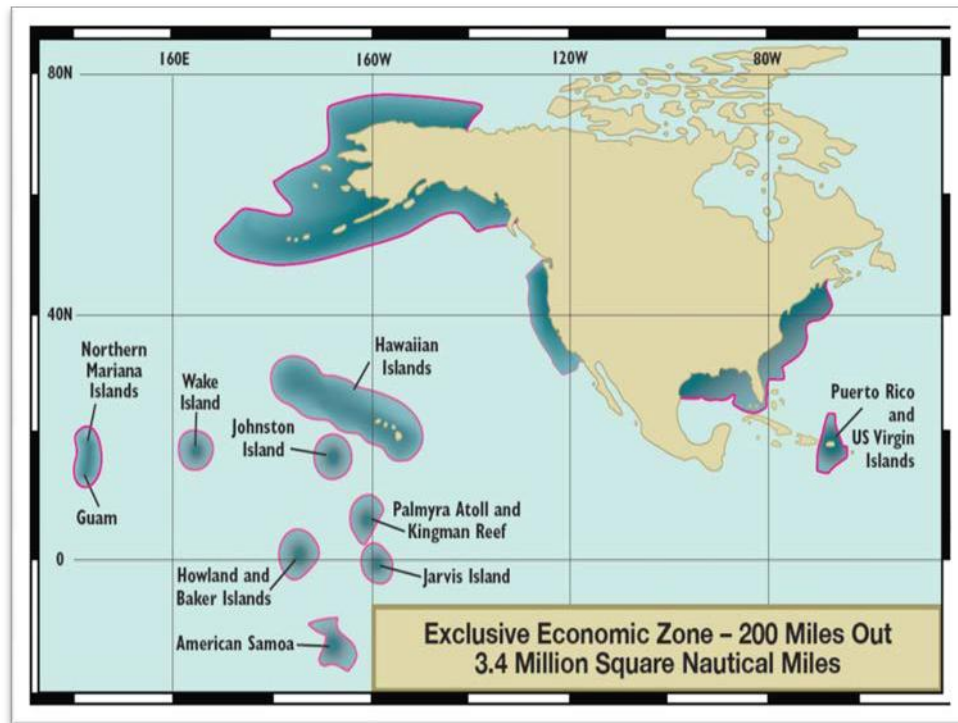 160E
160W
120W
80W
80N
40N
0
Northern
Mariana
Islands
Guam
Wake
Island
Hawaiian
Islands
Johnston
Island
Palmyra Atoll and
Kingman Reef
Howland and
Baker Islands
Jarvis Island
American Samoa
Puerto Rico
and
US Virgin
Islands
Exclusive Economic Zone – 200 Miles Out
3.4 Million Square Nautical Miles